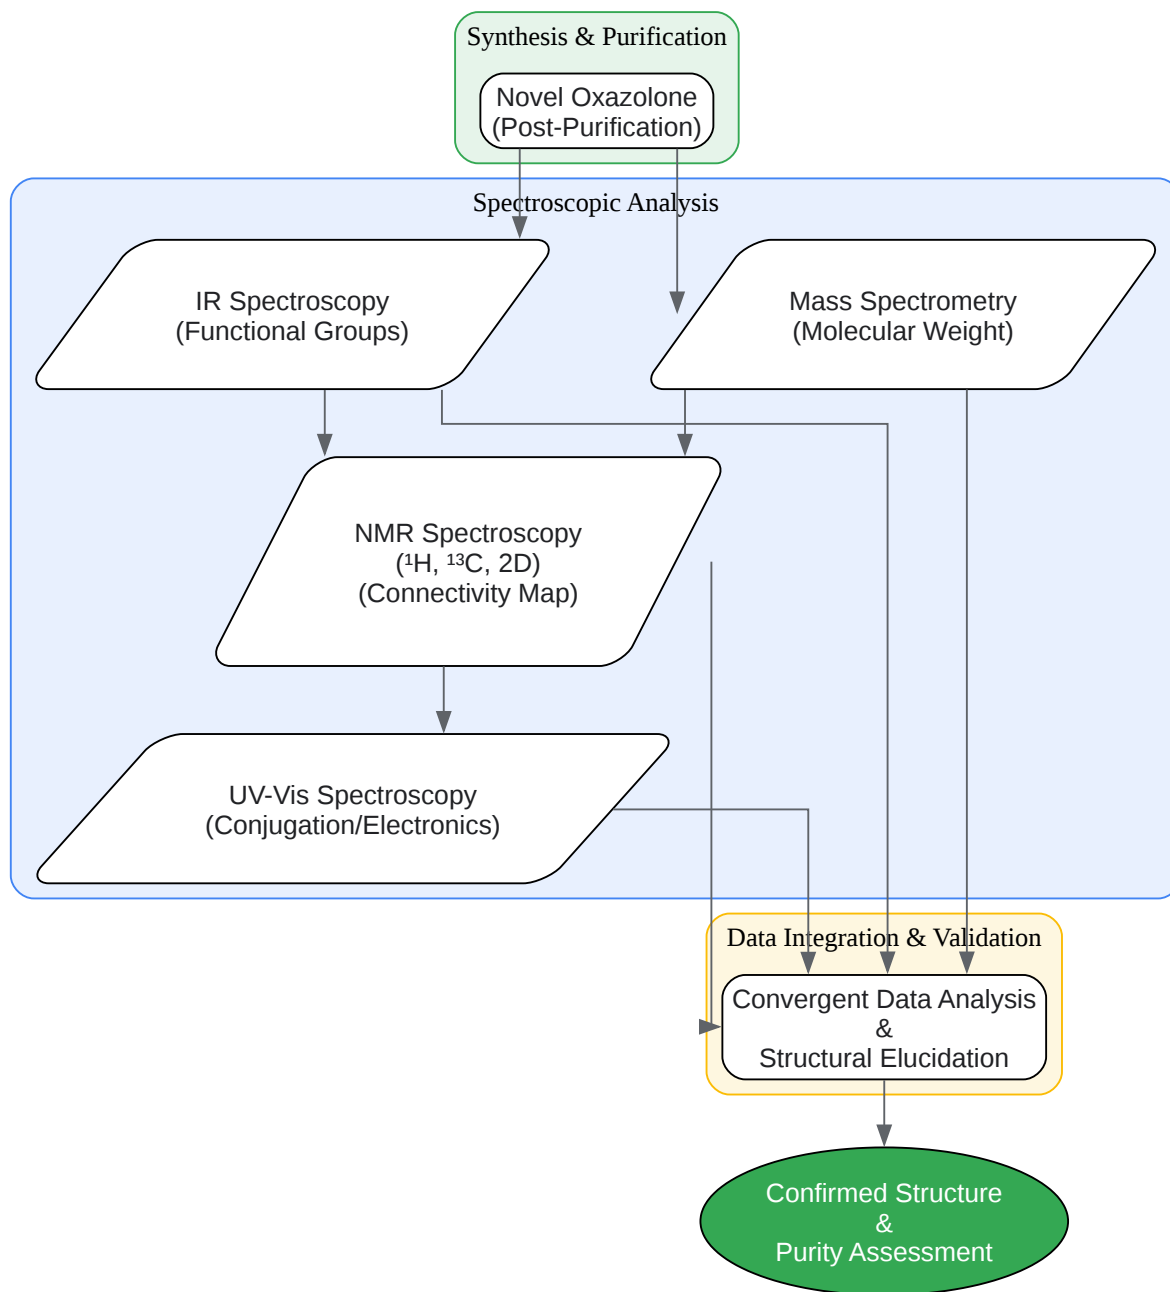 Synthesis & Purification
Novel Oxazolone
(Post-Purification)
Spectroscopic Analysis
IR Spectroscopy
(Functional Groups)
Mass Spectrometry
(Molecular Weight)
NMR Spectroscopy
(¹H, ¹³C, 2D)
(Connectivity Map)
UV-Vis Spectroscopy
(Conjugation/Electronics)
Data Integration & Validation
Convergent Data Analysis
&
Structural Elucidation
Confirmed Structure
&
Purity Assessment